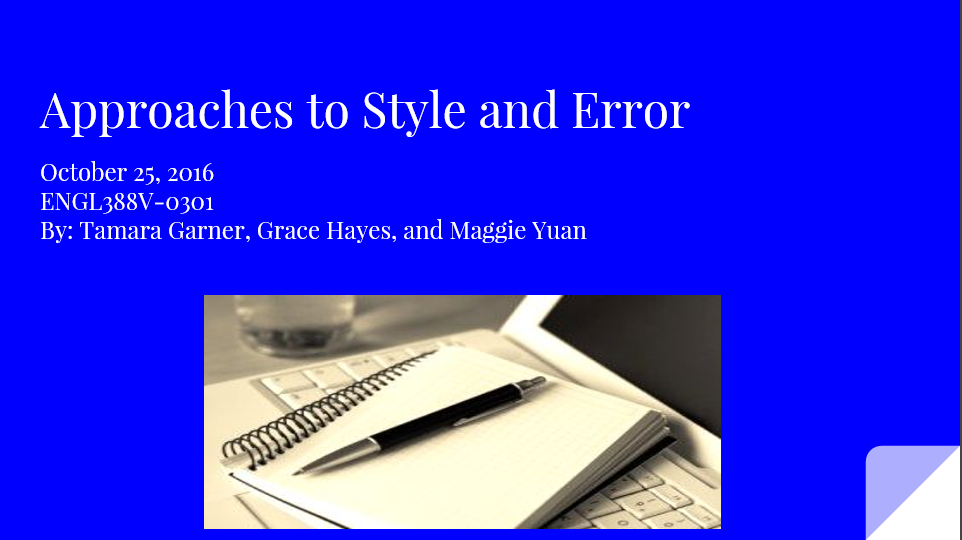 Approaches to Style and Error
October 25, 2016
ENGL388V-0301
By: Tamara Garner, Grace Hayes, and Maggie Yuan